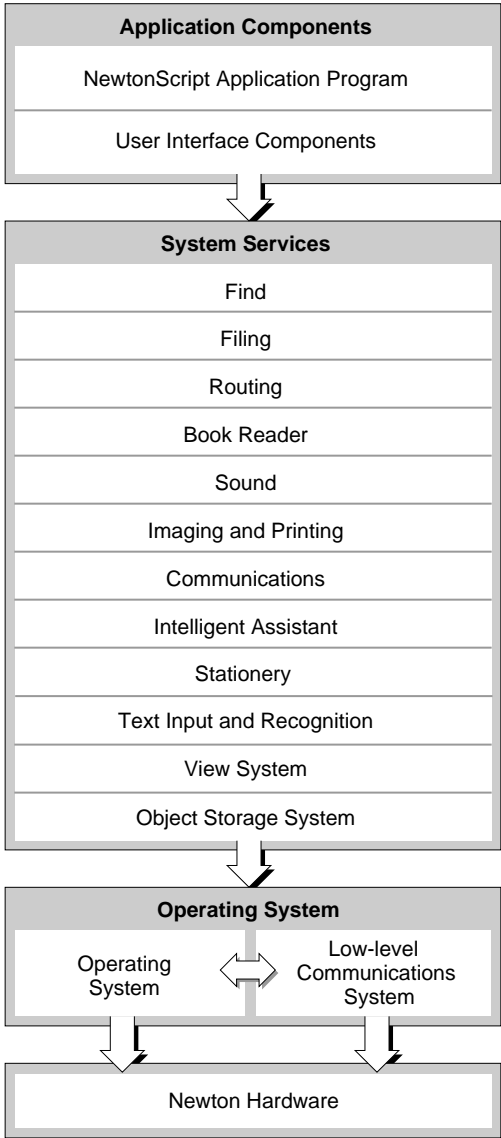 Application Components
NewtonScript Application Program
User Interface Components
System Services
Find
Filing
Routing
Book Reader
Sound
Imaging and Printing
Communications
Intelligent Assistant
Stationery
Text Input and Recognition
View System
Object Storage System
Operating System
Operating
System
Low-level
Communications
System
Newton Hardware